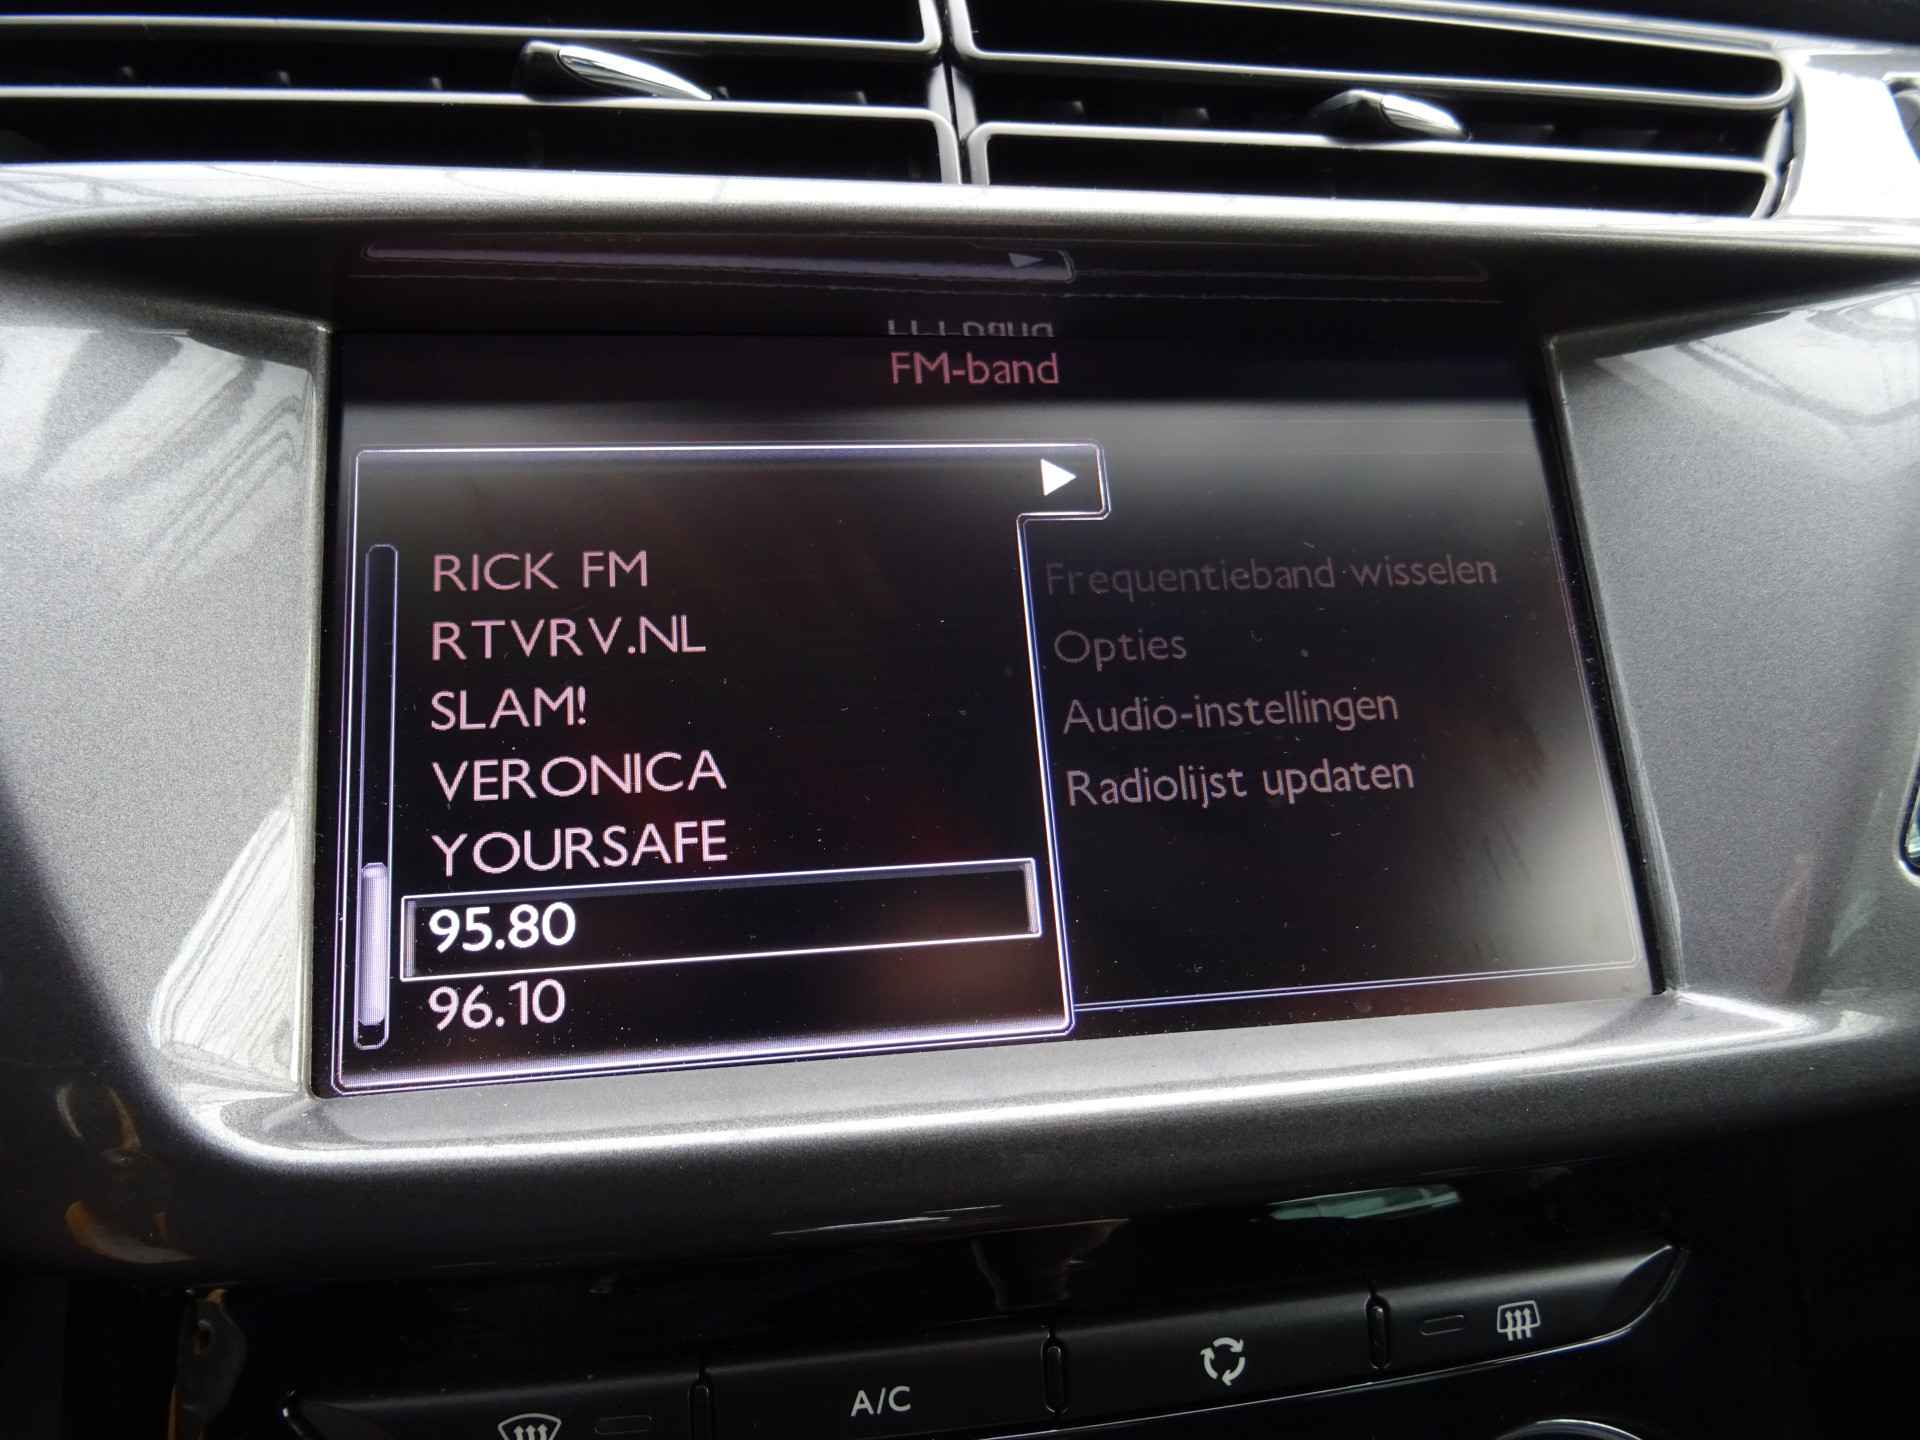 FM-band
RICK FM
RTVRV.NL
SLAM!
VERONICA
YOURSAFE
95.80
96.10
Frequentieband wisselen
Opties
Audio-instellingen
Radiolijst updaten
A/C